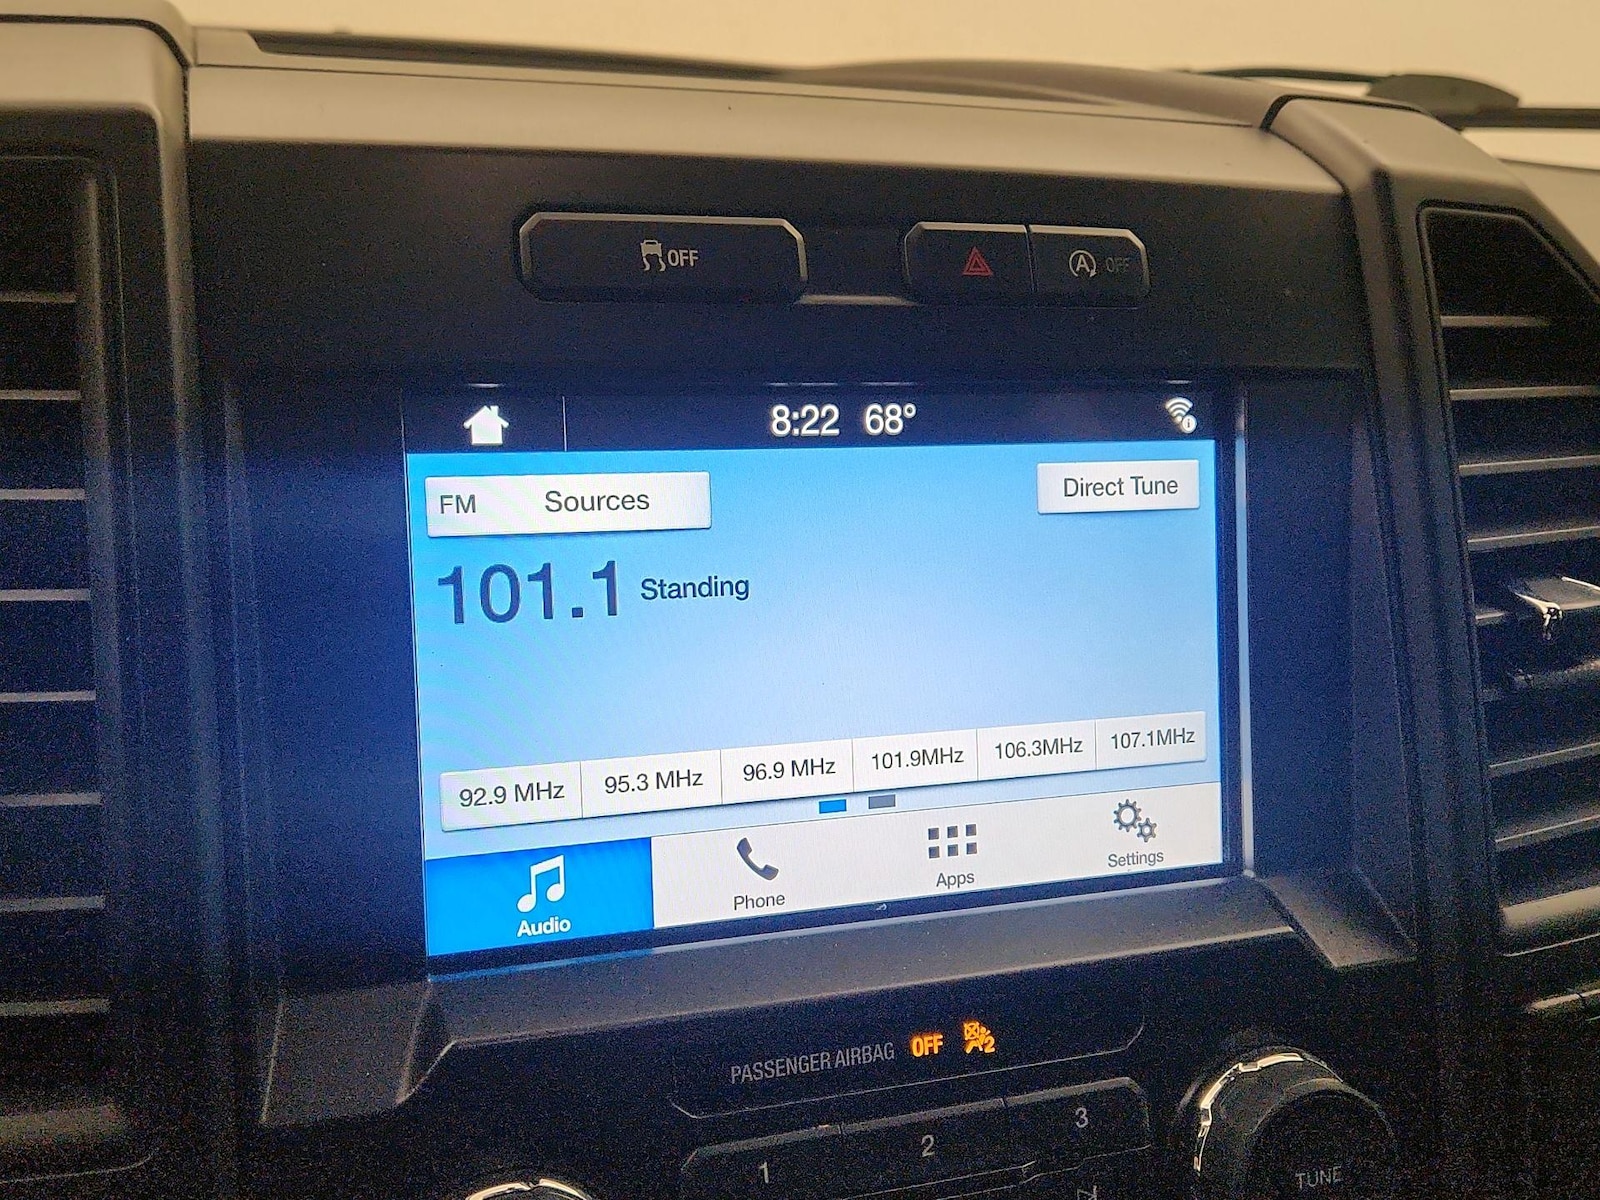 OFF
A OFF
8:22 68°
FM Sources
Direct Tune
101.1 Standing
92.9 MHz 95.3 MHz 96.9 MHz 101.9MHz 106.3MHz 107.1MHz
Audio
Phone
Apps
Settings
PASSENGER AIRBAG OFF 2
1 2 3
TUNE